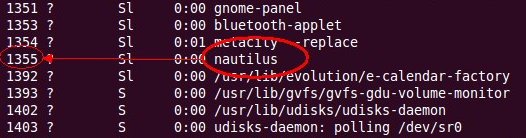 1351 ? Sl 0:00 gnome-panel
1353 ? Sl 0:00 bluetooth-applet
1354 ? Sl 0:01 metacity --replace
1355 ? Sl 0:00 nautilus
1392 ? Sl 0:00 /usr/lib/evolution/e-calendar-factory
1393 ? S 0:00 /usr/lib/gvfs/gvfs-gdu-volume-monitor
1402 ? S 0:00 /usr/lib/udisks/udisks-daemon
1403 ? S 0:00 udisks-daemon: polling /dev/sr0